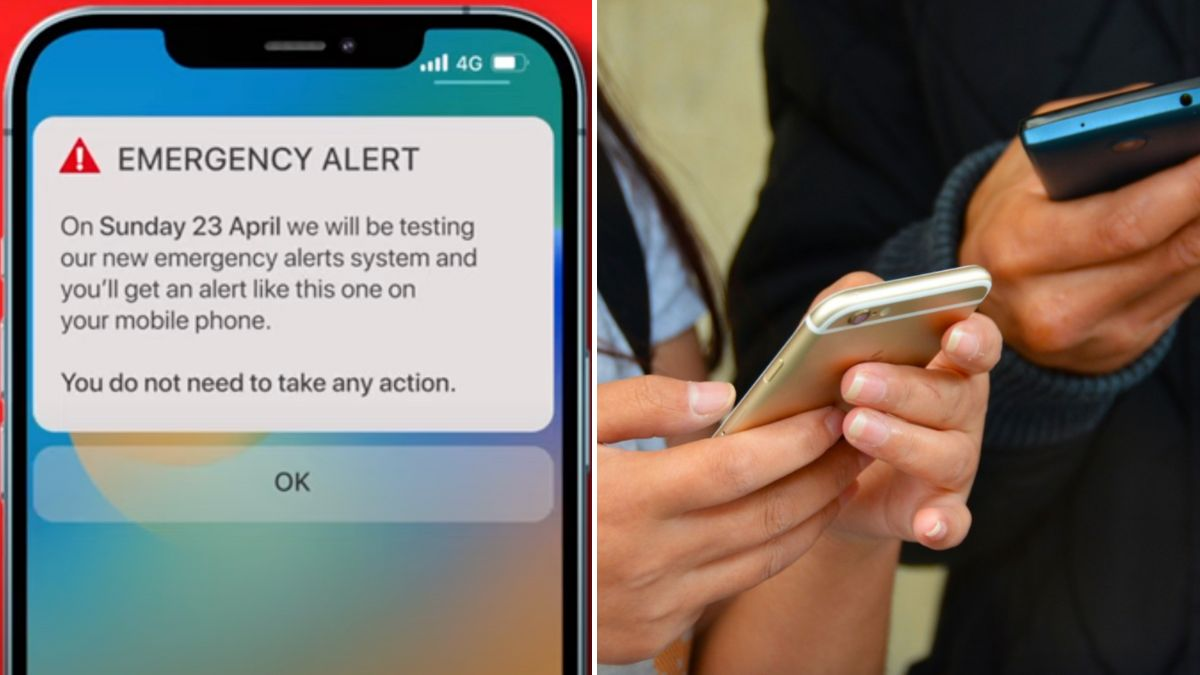 4G
EMERGENCY ALERT
On Sunday 23 April we will be testing
our new emergency alerts system and
you’ll get an alert like this one on
your mobile phone.
You do not need to take any action.
OK